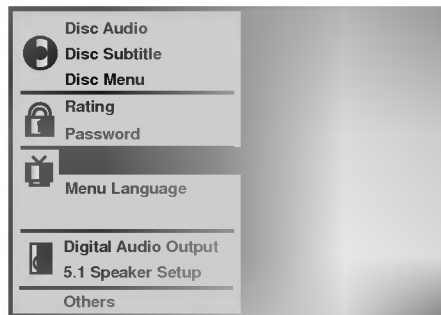 Disc Audio
Disc Subtitle
Disc Menu
Rating
Password
Menu Language
Digital Audio Output
5.1 Speaker Setup
Others